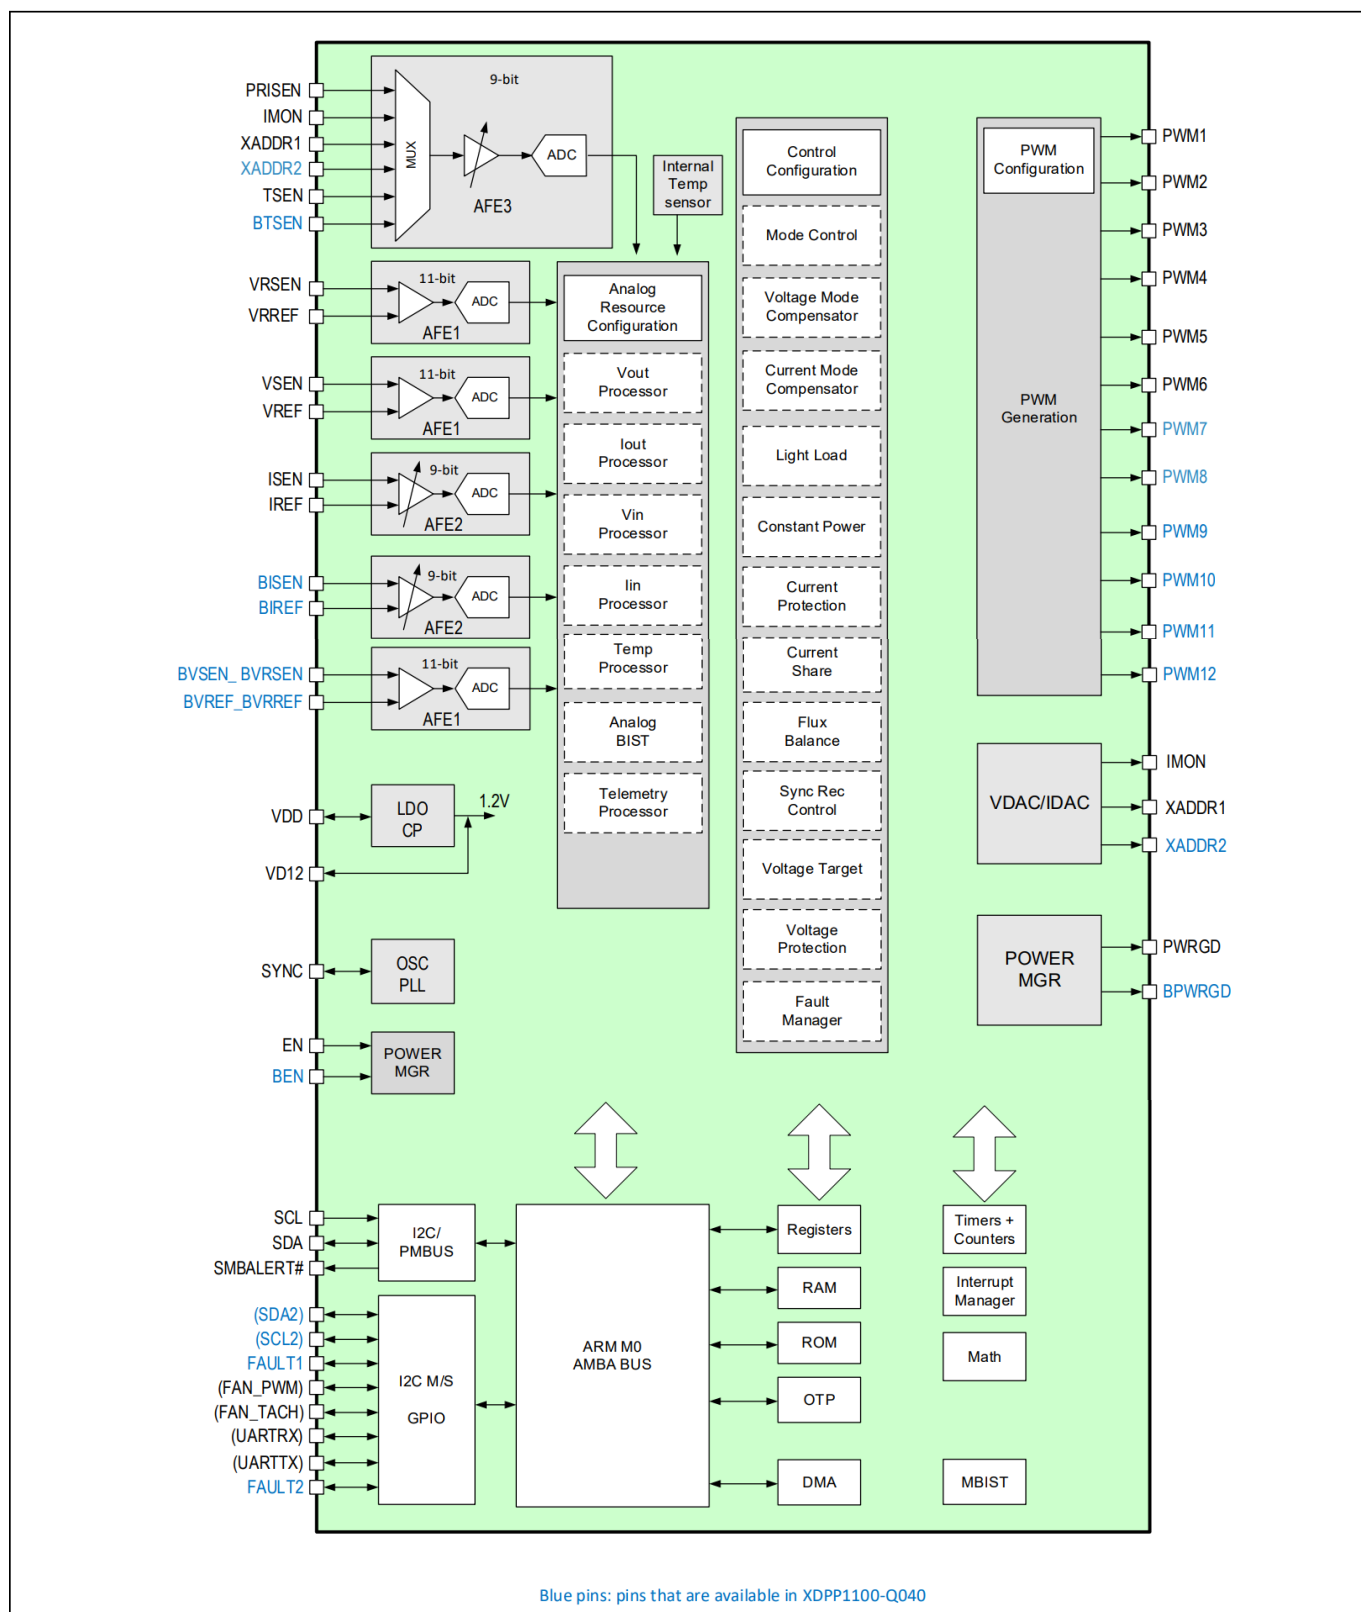 PRISEN
IMON
XADDR1
XADDR2
TSEN
BTSEN
MUX
9-bit
ADC
AFE3
Internal
Temp
sensor
VRSEN
VRREF
11-bit
ADC
AFE1
VSEN
VREF
11-bit
ADC
AFE1
ISEN
IREF
9-bit
ADC
AFE2
BISEN
BIREF
9-bit
ADC
AFE2
BVSEN_ BVRSEN
BVREF_BVRREF
11-bit
ADC
AFE1
Analog
Resource
Configuration
Vout
Processor
Iout
Processor
Vin
Processor
Iin
Processor
Temp
Processor
Analog
BIST
Telemetry
Processor
Control
Configuration
Mode Control
Voltage Mode
Compensator
Current Mode
Compensator
Light Load
Constant Power
Current
Protection
Current
Share
Flux
Balance
Sync Rec
Control
Voltage Target
Voltage
Protection
Fault
Manager
PWM
Configuration
PWM
Generation
PWM1
PWM2
PWM3
PWM4
PWM5
PWM6
PWM7
PWM8
PWM9
PWM10
PWM11
PWM12
VDAC/IDAC
IMON
XADDR1
XADDR2
POWER
MGR
PWRGD
BPWRGD
VDD
VD12
LDO
CP
1.2V
SYNC
OSC
PLL
EN
BEN
POWER
MGR
SCL
SDA
SMBALERT#
I2C/
PMBUS
(SDA2)
(SCL2)
FAULT1
(FAN_PWM)
(FAN_TACH)
(UARTRX)
(UARTTX)
FAULT2
I2C M/S
GPIO
ARM M0
AMBA BUS
Registers
RAM
ROM
OTP
DMA
Timers +
Counters
Interrupt
Manager
Math
MBIST
Blue pins: pins that are available in XDPP1100-Q040